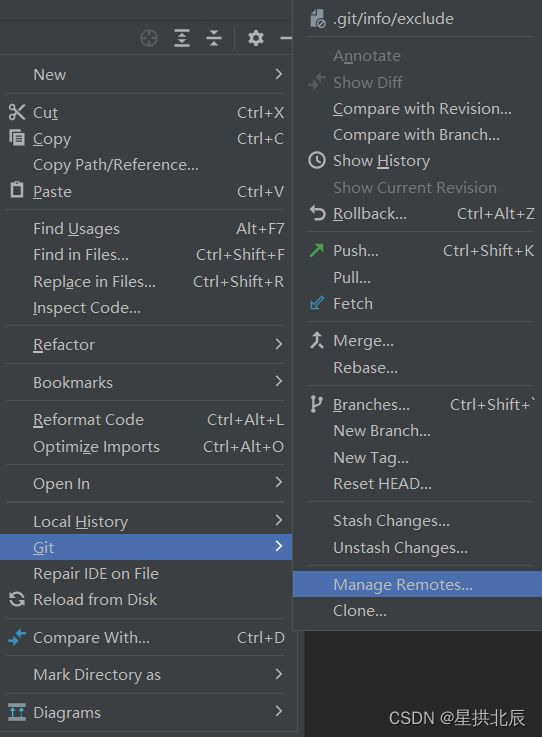 New
Cut Ctrl+X
Copy Ctrl+C
Copy Path/Reference...
Paste Ctrl+V
Find Usages Alt+F7
Find in Files... Ctrl+Shift+F
Replace in Files... Ctrl+Shift+R
Inspect Code...
Refactor
Bookmarks
Reformat Code Ctrl+Alt+L
Optimize Imports Ctrl+Alt+O
Open In
Local History
Git
Repair IDE on File
Reload from Disk
Compare With... Ctrl+D
Mark Directory as
Diagrams
.git/info/exclude
Annotate
Show Diff
Compare with Revision...
Compare with Branch...
Show History
Show Current Revision
Rollback... Ctrl+Alt+Z
Push... Ctrl+Shift+K
Pull...
Fetch
Merge...
Rebase...
Branches... Ctrl+Shift+`
New Branch...
New Tag...
Reset HEAD...
Stash Changes...
Unstash Changes...
Manage Remotes...
Clone...
CSDN @星拱北辰